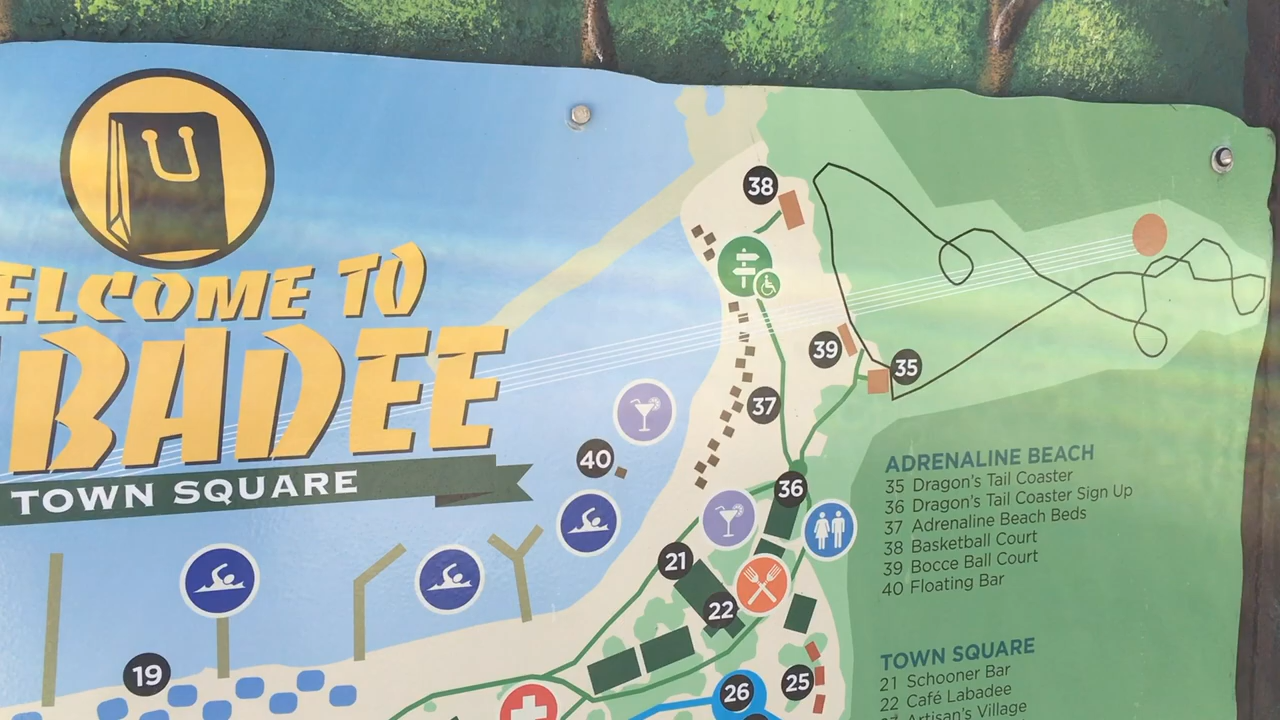 38
39
35
37
40
36
21
22
19
26
25
ELCOME TO
BADEE
TOWN SQUARE
ADRENALINE BEACH
35 Dragon's Tail Coaster
36 Dragon's Tail Coaster Sign Up
37 Adrenaline Beach Beds
38 Basketball Court
39 Bocce Ball Court
40 Floating Bar
TOWN SQUARE
21 Schooner Bar
22 Café Labadee
Artisan's Village